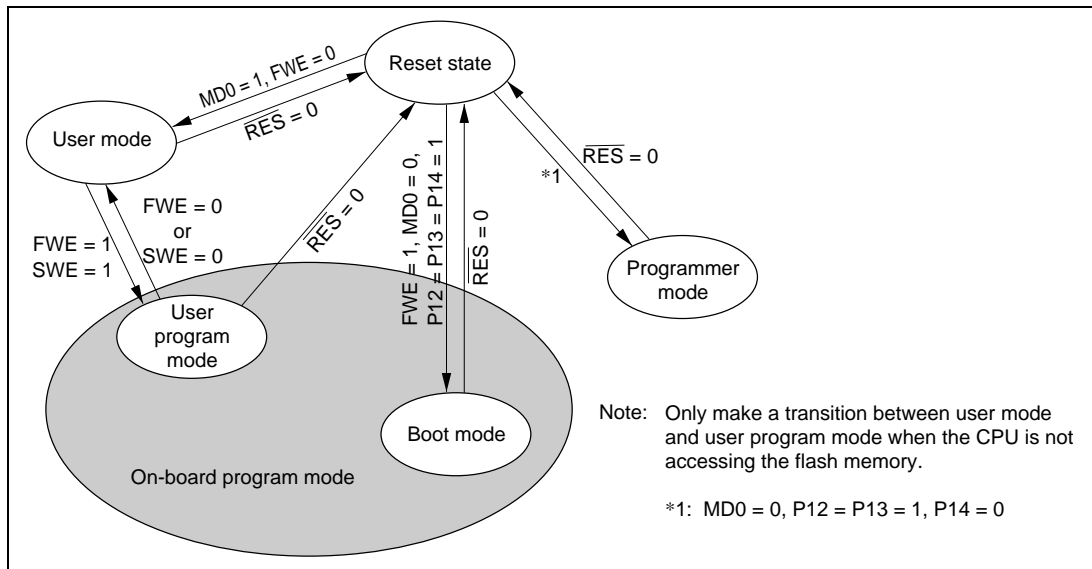 Reset state
MD0 = 1, FWE = 0
RES = 0
User mode
FWE = 0
or
SWE = 0
FWE = 1
SWE = 1
RES = 0
FWE = 1, MD0 = 0,
P12 = P13 = P14 = 1
RES = 0
*1
RES = 0
Programmer
mode
User
program
mode
Boot mode
On-board program mode
Note: Only make a transition between user mode
and user program mode when the CPU is not
accessing the flash memory.
*1: MD0 = 0, P12 = P13 = 1, P14 = 0